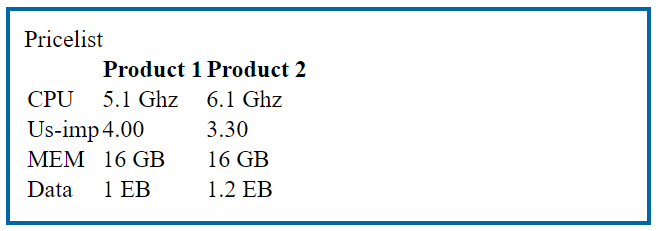 Pricelist
Product 1 Product 2
CPU 5.1 Ghz 6.1 Ghz
Us-imp 4.00 3.30
MEM 16 GB 16 GB
Data 1 EB 1.2 EB